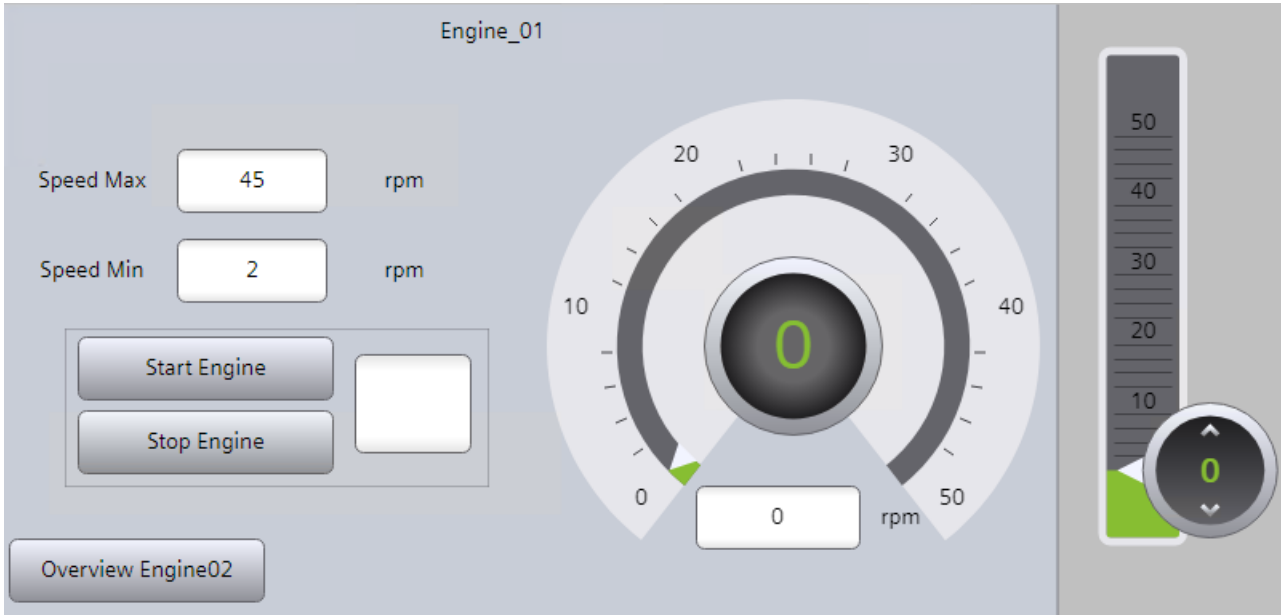 Engine_01
Speed Max 45 rpm
Speed Min 2 rpm
Start Engine
Stop Engine
Overview Engine02
0
10
20
30
40
50
0
0 rpm
50
40
30
20
10
0